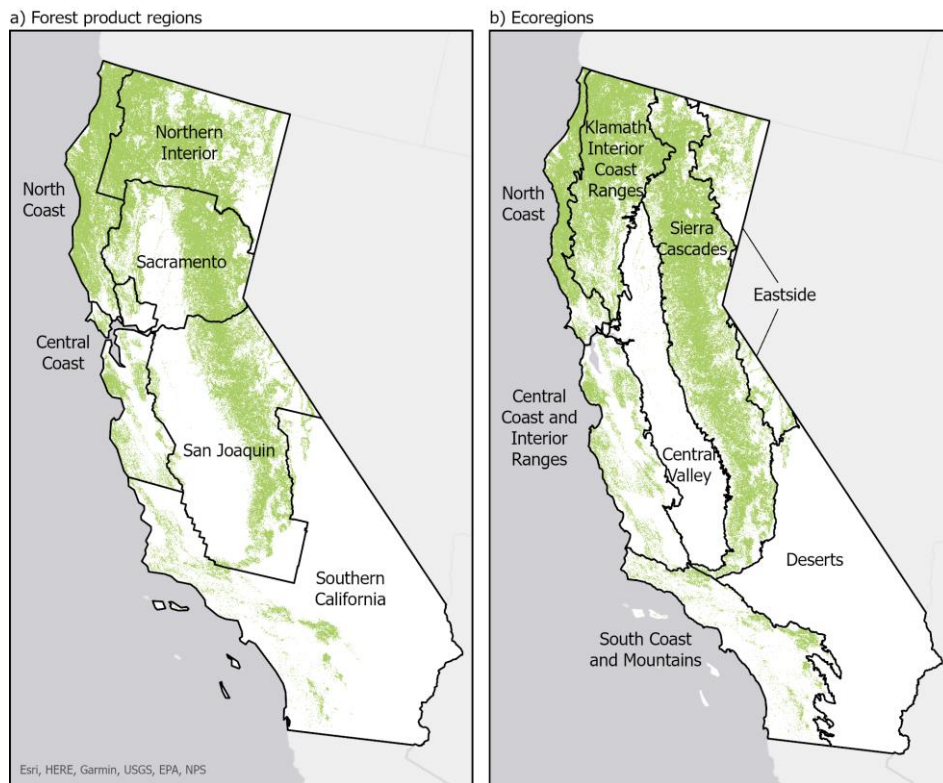 a) Forest product regions
Northern
Interior
North
Coast
Sacramento
Central
Coast
San Joaquin
Southern
California
Esri, HERE, Garmin, USGS, EPA, NPS
b) Ecoregions
Klamath
Interior
Coast
Ranges
North
Coast
Sierra
Cascades
Eastside
Central
Coast and
Interior
Ranges
Central
Valley
Deserts
South Coast
and Mountains